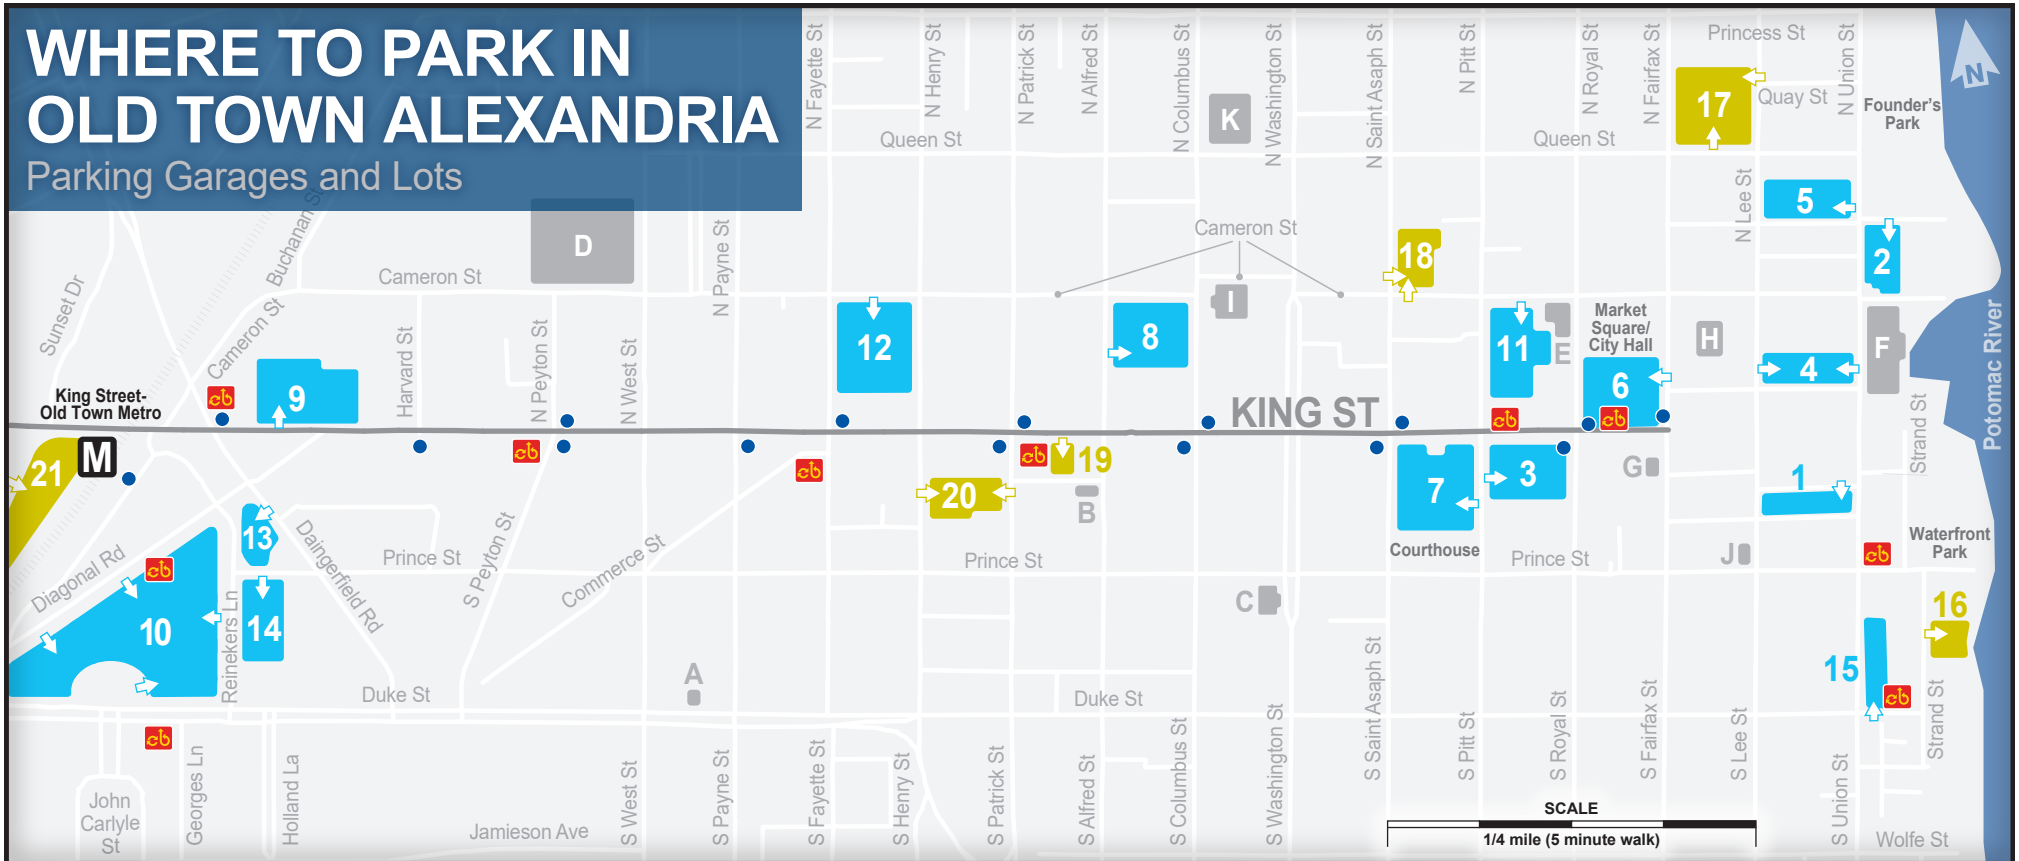 WHERE TO PARK IN
OLD TOWN ALEXANDRIA
Parking Garages and Lots
N Fayette St
N Henry St
N Patrick St
N Alfred St
N Columbus St
N Washington St
N Saint Asaph St
N Pitt St
N Royal St
N Fairfax St
Princess St
N Union St
N
K
17
Quay St
Founder's
Park
Queen St
Queen St
Buchanan St
N Lee St
5
D
N Payne St
Cameron St
18
2
Sunset Dr
Cameron St
I
Cameron St
Harvard St
N Peyton St
N West St
12
8
11
E
Market
Square/
City Hall
H
F
Potomac River
King Street-
Old Town Metro
9
6
4
KING ST
Strand St
21
M
19
20
B
7
3
G
1
13
Diagonal Rd
Daingerfield Rd
Prince St
S Peyton St
Commerce St
Prince St
Courthouse
Prince St
J
Waterfront
Park
10
Reinekers Ln
14
C
16
15
A
Duke St
Duke St
S Saint Asaph St
Strand St
John
Carlyle
St
Georges Ln
Holland La
Jamieson Ave
S West St
S Payne St
S Fayette St
S Henry St
S Patrick St
S Alfred St
S Columbus St
S Washington St
S Pitt St
S Royal St
S Fairfax St
S Lee St
S Union St
SCALE
1/4 mile (5 minute walk)
Wolfe St